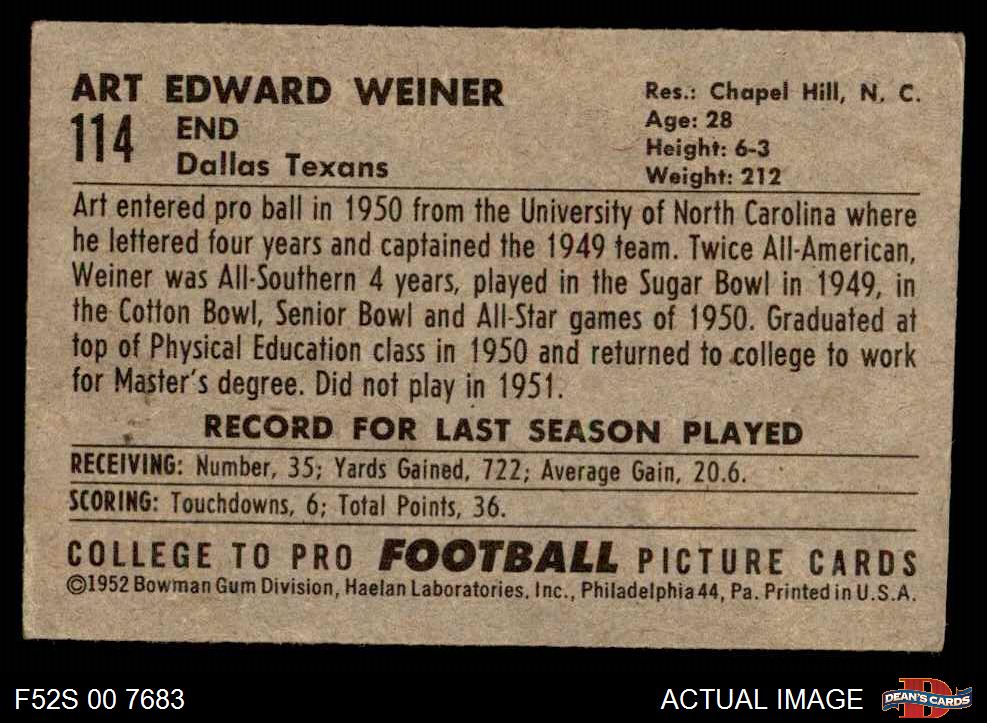 ART EDWARD WEINER
114 END
Dallas Texans
Res.: Chapel Hill, N. C.
Age: 28
Height: 6-3
Weight: 212
Art entered pro ball in 1950 from the University of North Carolina where
he lettered four years and captained the 1949 team. Twice All-American,
Weiner was All-Southern 4 years, played in the Sugar Bowl in 1949, in
the Cotton Bowl, Senior Bowl and All-Star games of 1950. Graduated at
top of Physical Education class in 1950 and returned to college to work
for Master's degree. Did not play in 1951.
RECORD FOR LAST SEASON PLAYED
RECEIVING: Number, 35; Yards Gained, 722; Average Gain, 20.6.
SCORING: Touchdowns, 6; Total Points, 36.
COLLEGE TO PRO FOOTBALL PICTURE CARDS
©1952 Bowman Gum Division, Haelan Laboratories, Inc., Philadelphia 44, Pa. Printed in U.S.A.
F52S 00 7683
ACTUAL IMAGE
D
DEAN'S CARDS